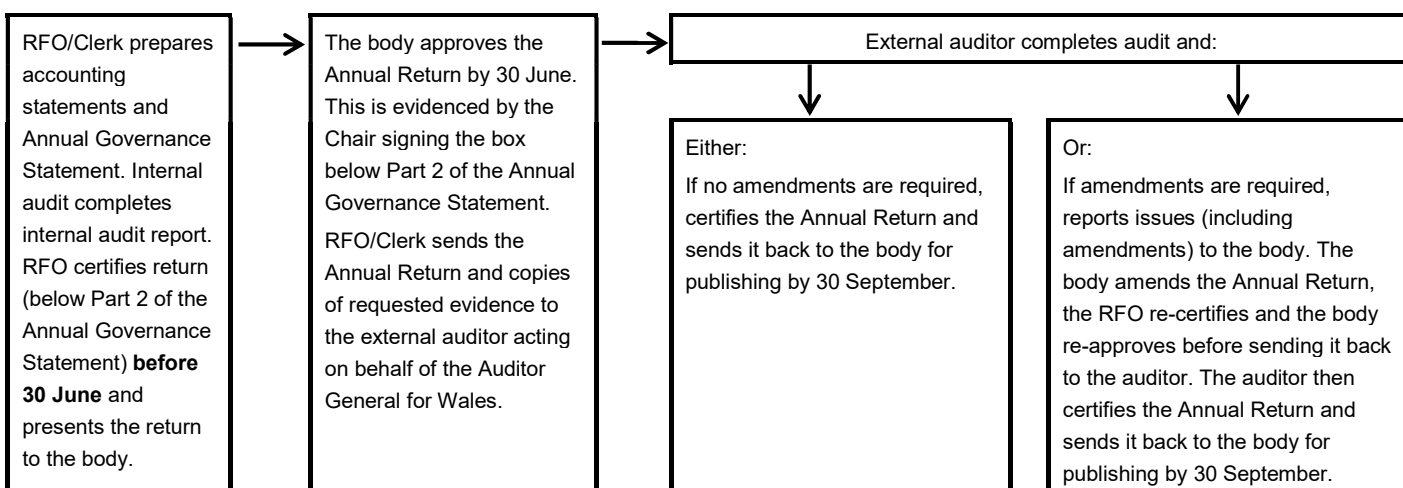 RFO/Clerk prepares
accounting
statements and
Annual Governance
Statement. Internal
audit completes
internal audit report.
RFO certifies return
(below Part 2 of the
Annual Governance
Statement) before
30 June and
presents the return
to the body.
The body approves the
Annual Return by 30 June.
This is evidenced by the
Chair signing the box
below Part 2 of the Annual
Governance Statement.
RFO/Clerk sends the
Annual Return and copies
of requested evidence to
the external auditor acting
on behalf of the Auditor
General for Wales.
External auditor completes audit and:
Either:
If no amendments are required,
certifies the Annual Return and
sends it back to the body for
publishing by 30 September.
Or:
If amendments are required,
reports issues (including
amendments) to the body. The
body amends the Annual Return,
the RFO re-certifies and the body
re-approves before sending it back
to the auditor. The auditor then
certifies the Annual Return and
sends it back to the body for
publishing by 30 September.